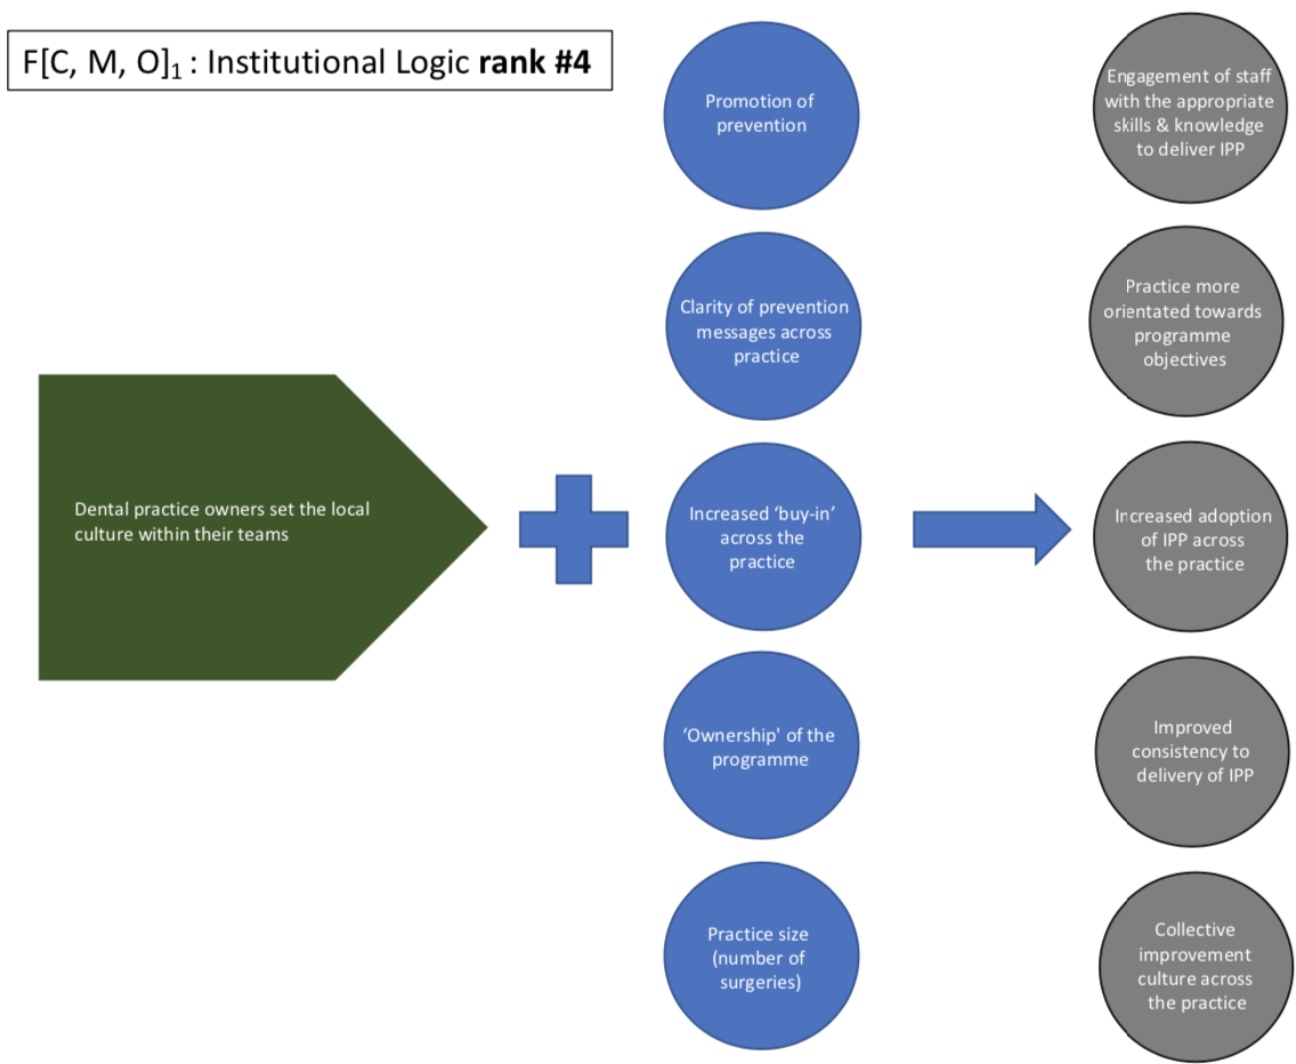 F[C, M, O]₁ : Institutional Logic rank #4
Dental practice owners set the local
culture within their teams
Promotion of
prevention
Clarity of prevention
messages across
practice
Increased ‘buy-in’
across the
practice
‘Ownership' of the
programme
Practice size
(number of
surgeries)
Engagement of staff
with the appropriate
skills & knowledge
to deliver IPP
Practice more
orientated towards
programme
objectives
Increased adoption
of IPP across
the practice
Improved
consistency to
delivery of IPP
Collective
improvement
culture across
the practice